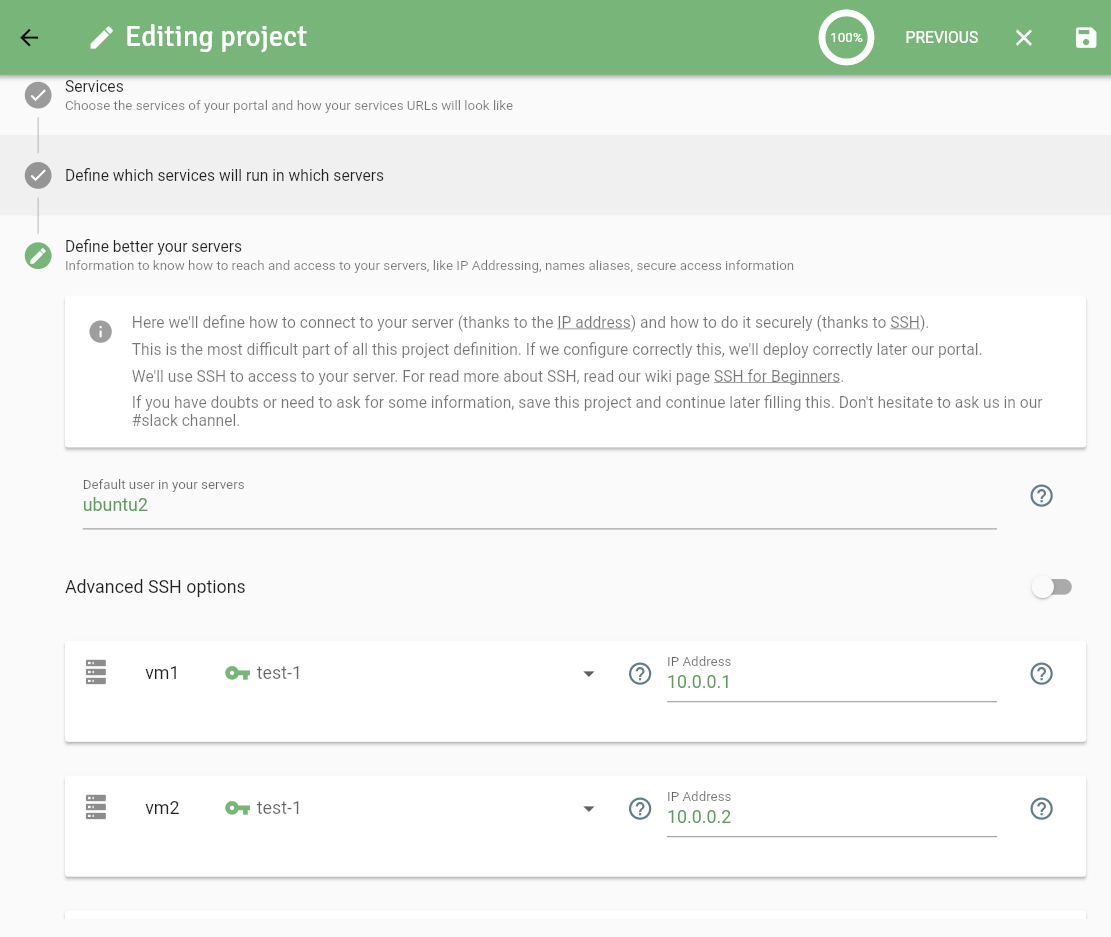 Editing project
100%
PREVIOUS
Services
Choose the services of your portal and how your services URLs will look like
Define which services will run in which servers
Define better your servers
Information to know how to reach and access to your servers, like IP Addressing, names aliases, secure access information
Here we'll define how to connect to your server (thanks to the IP address) and how to do it securely (thanks to SSH).
This is the most difficult part of all this project definition. If we configure correctly this, we'll deploy correctly later our portal.
We'll use SSH to access to your server. For read more about SSH, read our wiki page SSH for Beginners.
If you have doubts or need to ask for some information, save this project and continue later filling this. Don't hesitate to ask us in our
#slack channel.
Default user in your servers
ubuntu2
Advanced SSH options
vm1
test-1
IP Address
10.0.0.1
vm2
test-1
IP Address
10.0.0.2